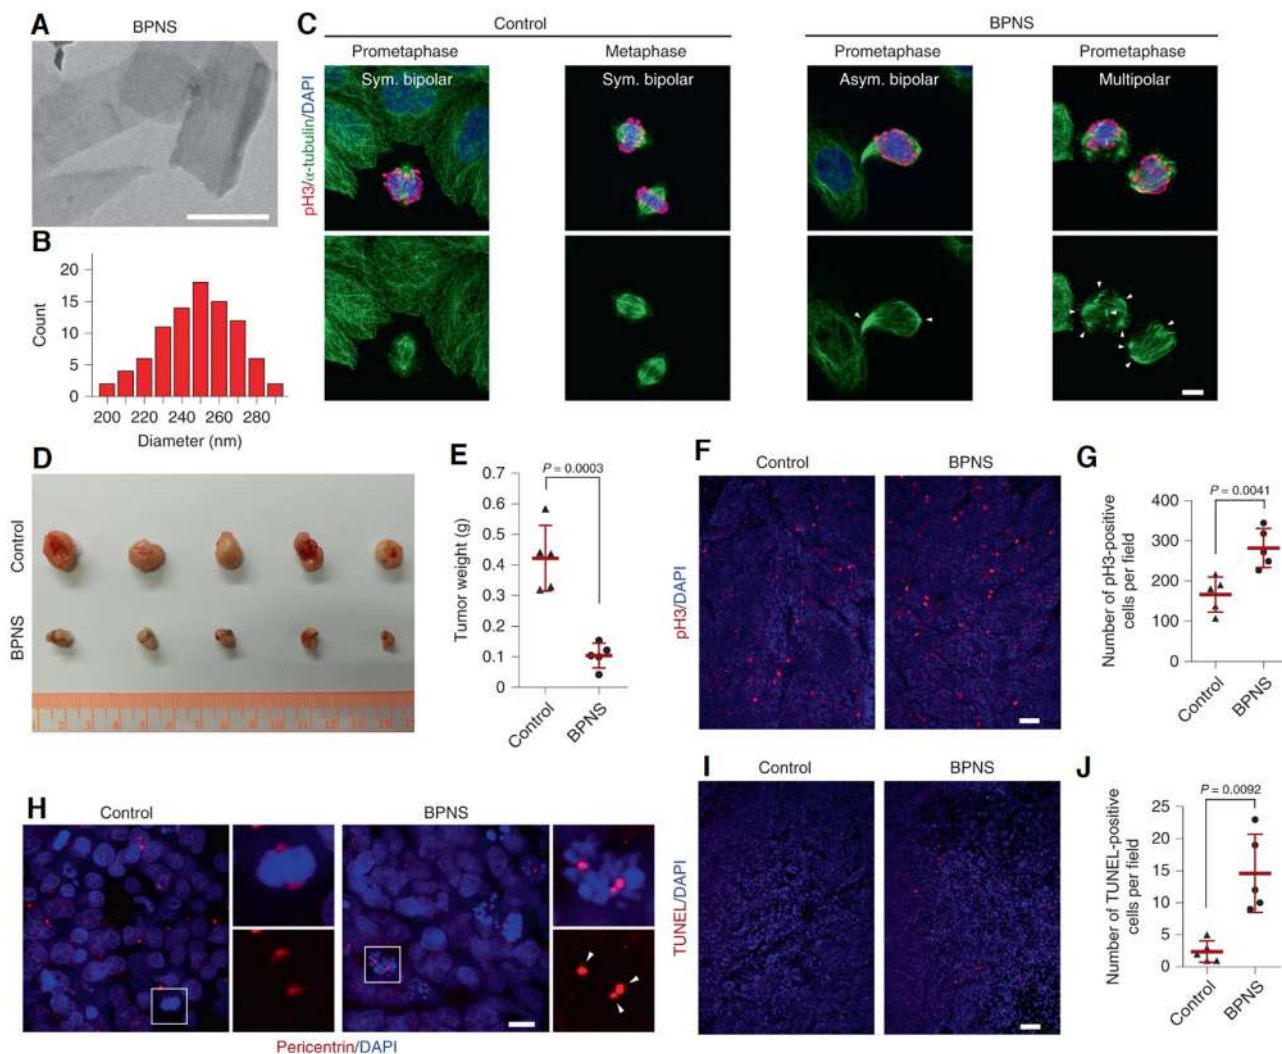 A
BPNS
B
20
15
10
5
0
Count
200 220 240 260 280
Diameter (nm)
C
Control
BPNS
Prometaphase
Metaphase
Prometaphase
Prometaphase
Sym. bipolar
Sym. bipolar
Asym. bipolar
Multipolar
pH3/α-tubulin/DAPI
D
Control
BPNS
E
P = 0.0003
0.7
0.6
0.5
0.4
0.3
0.2
0.1
0
Tumor weight (g)
Control
BPNS
F
Control
BPNS
pH3/DAPI
G
P = 0.0041
400
300
200
100
0
Number of pH3-positive
cells per field
Control
BPNS
H
Control
BPNS
Pericentrin/DAPI
I
Control
BPNS
TUNEL/DAPI
J
P = 0.0092
25
20
15
10
5
0
Number of TUNEL-positive
cells per field
Control
BPNS